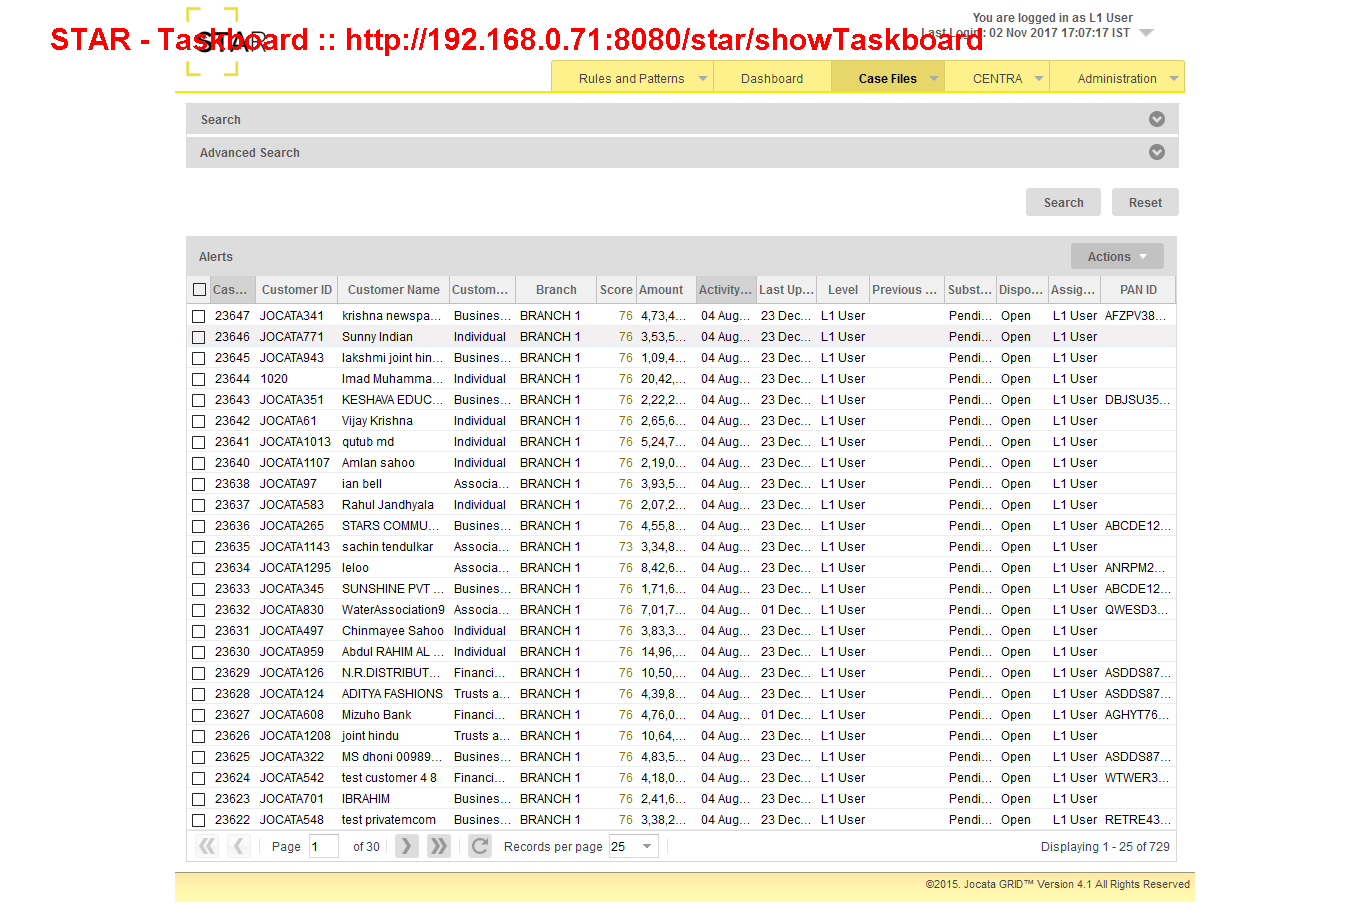 You are logged in as L1 User
STAR - Taskboard :: http://192.168.0.71:8080/star/showTaskboard
STAR
Last Login : 02 Nov 2017 17:07:17 IST
Rules and Patterns Dashboard Case Files CENTRA Administration
Search
Advanced Search
Search Reset
Alerts Actions
Cas... Customer ID Customer Name Custom... Branch Score Amount Activity... Last Up... Level Previous ... Subst... Dispo... Assig... PAN ID
23647 JOCATA341 krishna newspa... Busines... BRANCH 1 76 4,73,4... 04 Aug... 23 Dec... L1 User Pendi... Open L1 User AFZPV38...
23646 JOCATA771 Sunny Indian Individual BRANCH 1 76 3,53,5... 04 Aug... 23 Dec... L1 User Pendi... Open L1 User
23645 JOCATA943 lakshmi joint hin... Busines... BRANCH 1 76 1,09,4... 04 Aug... 23 Dec... L1 User Pendi... Open L1 User
23644 1020 Imad Muhamma... Individual BRANCH 1 76 20,42,... 04 Aug... 23 Dec... L1 User Pendi... Open L1 User
23643 JOCATA351 KESHAVA EDUC... Busines... BRANCH 1 76 2,22,2... 04 Aug... 23 Dec... L1 User Pendi... Open L1 User DBJSU35...
23642 JOCATA61 Vijay Krishna Individual BRANCH 1 76 2,65,6... 04 Aug... 23 Dec... L1 User Pendi... Open L1 User
23641 JOCATA1013 qutub md Individual BRANCH 1 76 5,24,7... 04 Aug... 23 Dec... L1 User Pendi... Open L1 User
23640 JOCATA1107 Amlan sahoo Individual BRANCH 1 76 2,19,0... 04 Aug... 23 Dec... L1 User Pendi... Open L1 User
23638 JOCATA97 ian bell Associa... BRANCH 1 76 3,93,5... 04 Aug... 23 Dec... L1 User Pendi... Open L1 User
23637 JOCATA583 Rahul Jandhyala Individual BRANCH 1 76 2,07,2... 04 Aug... 23 Dec... L1 User Pendi... Open L1 User
23636 JOCATA265 STARS COMMU... Busines... BRANCH 1 76 4,55,8... 04 Aug... 23 Dec... L1 User Pendi... Open L1 User ABCDE12...
23635 JOCATA1143 sachin tendulkar Associa... BRANCH 1 73 3,34,8... 04 Aug... 23 Dec... L1 User Pendi... Open L1 User
23634 JOCATA1295 leloo Associa... BRANCH 1 76 8,42,6... 04 Aug... 23 Dec... L1 User Pendi... Open L1 User ANRPM2...
23633 JOCATA345 SUNSHINE PVT ... Busines... BRANCH 1 76 1,71,6... 04 Aug... 23 Dec... L1 User Pendi... Open L1 User ABCDE12...
23632 JOCATA830 WaterAssociation9 Associa... BRANCH 1 76 7,01,7... 04 Aug... 01 Dec... L1 User Pendi... Open L1 User QWESD3...
23631 JOCATA497 Chinmayee Sahoo Individual BRANCH 1 76 3,83,3... 04 Aug... 23 Dec... L1 User Pendi... Open L1 User
23630 JOCATA959 Abdul RAHIM AL ... Individual BRANCH 1 76 14,96,... 04 Aug... 23 Dec... L1 User Pendi... Open L1 User
23629 JOCATA126 N.R.DISTRIBUT... Financi... BRANCH 1 76 10,50,... 04 Aug... 23 Dec... L1 User Pendi... Open L1 User ASDDS87...
23628 JOCATA124 ADITYA FASHIONS Trusts a... BRANCH 1 76 4,39,8... 04 Aug... 23 Dec... L1 User Pendi... Open L1 User ASDDS87...
23627 JOCATA608 Mizuho Bank Financi... BRANCH 1 76 4,76,0... 04 Aug... 01 Dec... L1 User Pendi... Open L1 User AGHYT76...
23626 JOCATA1208 joint hindu Trusts a... BRANCH 1 76 10,64,... 04 Aug... 23 Dec... L1 User Pendi... Open L1 User
23625 JOCATA322 MS dhoni 00989... Busines... BRANCH 1 76 4,83,5... 04 Aug... 23 Dec... L1 User Pendi... Open L1 User ASDDS87...
23624 JOCATA542 test customer 4 8 Financi... BRANCH 1 76 4,18,0... 04 Aug... 23 Dec... L1 User Pendi... Open L1 User WTWER3...
23623 JOCATA701 IBRAHIM Busines... BRANCH 1 76 2,41,6... 04 Aug... 23 Dec... L1 User Pendi... Open L1 User
23622 JOCATA548 test privatemcom Busines... BRANCH 1 76 3,38,2... 04 Aug... 23 Dec... L1 User Pendi... Open L1 User RETRE43...
Page 1 of 30 Records per page 25 Displaying 1 - 25 of 729
©2015. Jocata GRID™ Version 4.1 All Rights Reserved